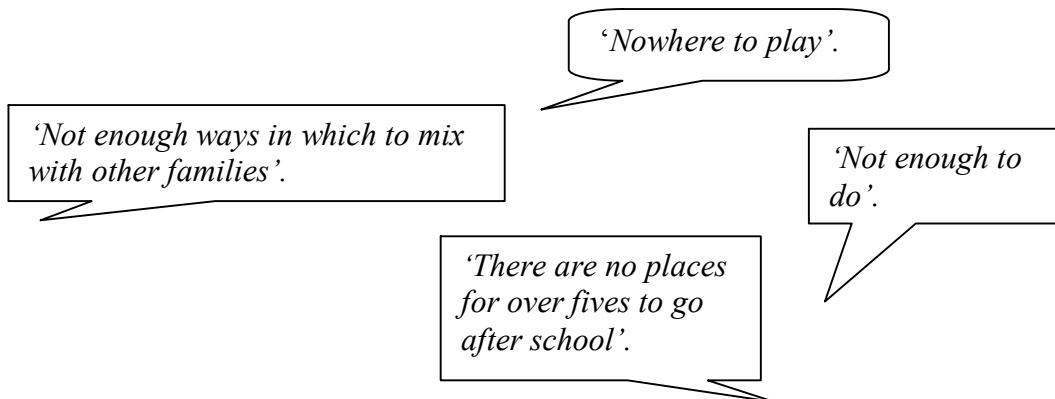 ‘Nowhere to play’.
‘Not enough ways in which to mix
with other families’.
‘Not enough to
do’.
‘There are no places
for over fives to go
after school’.